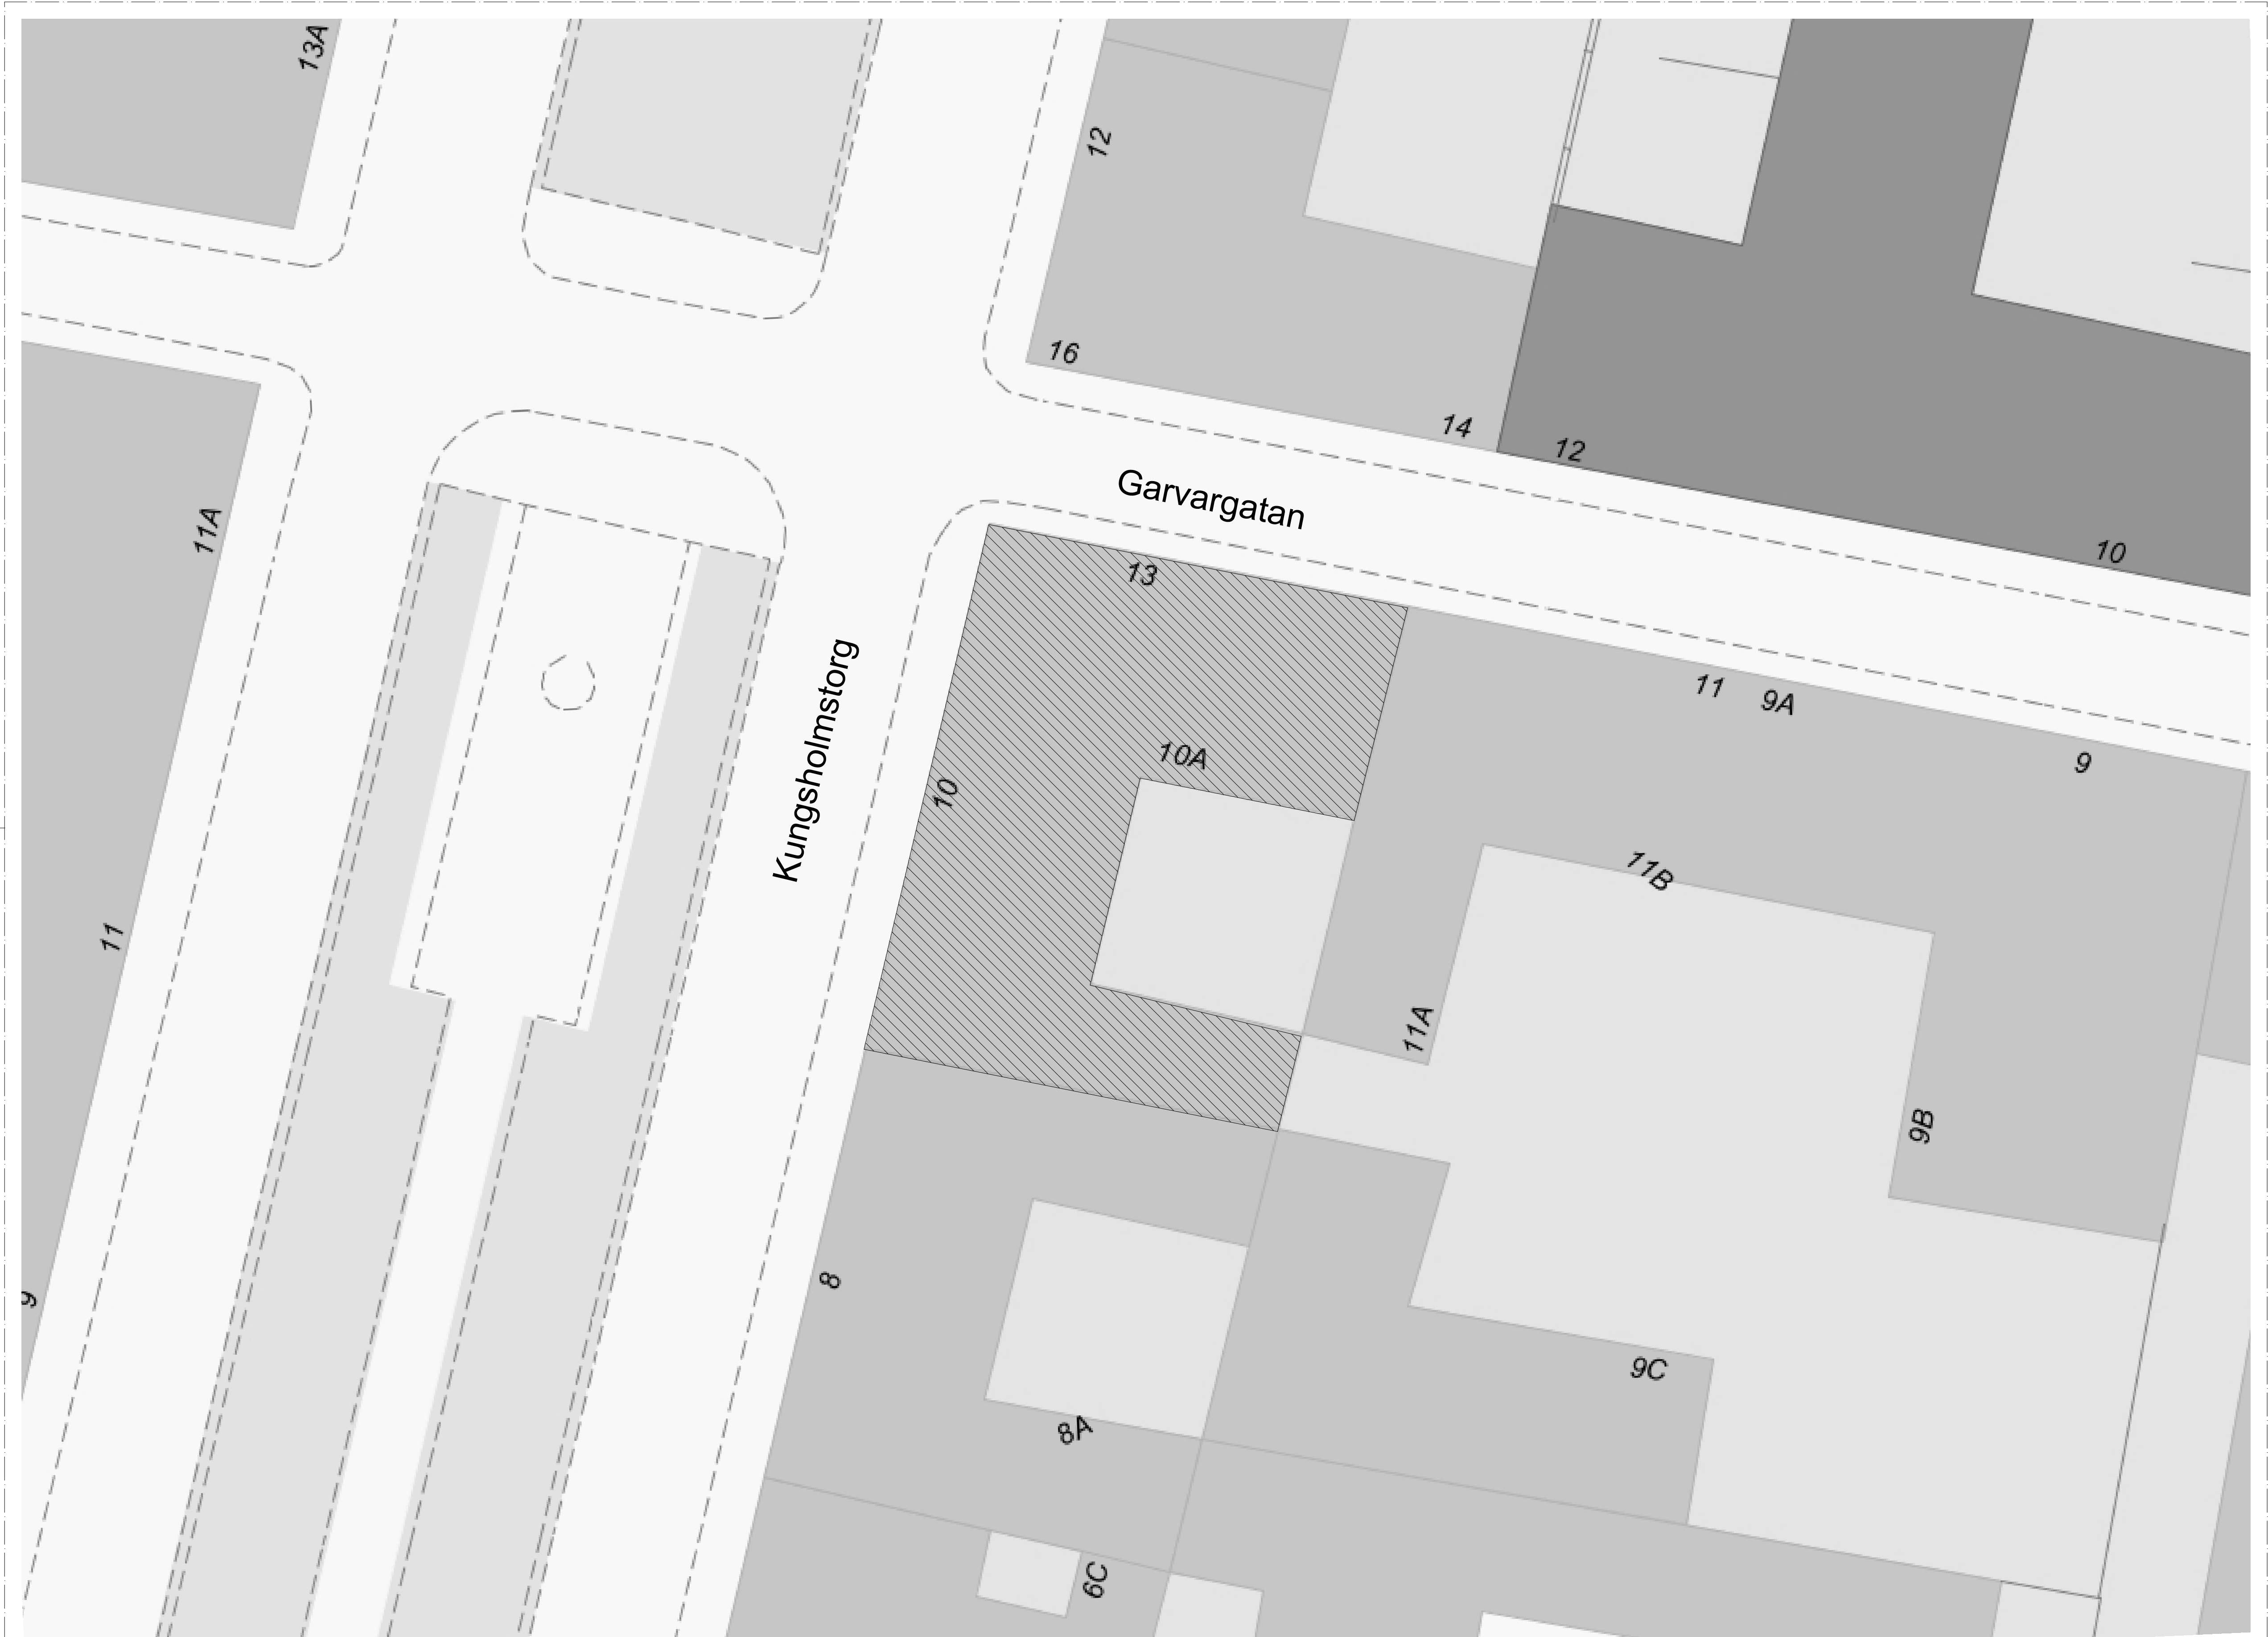 13A
12
16
14
12
Garvargatan
11A
10
13
Kungsholmstorg
11
9A
10A
9
10
11B
11
11A
9B
8
9
9C
8A
6C